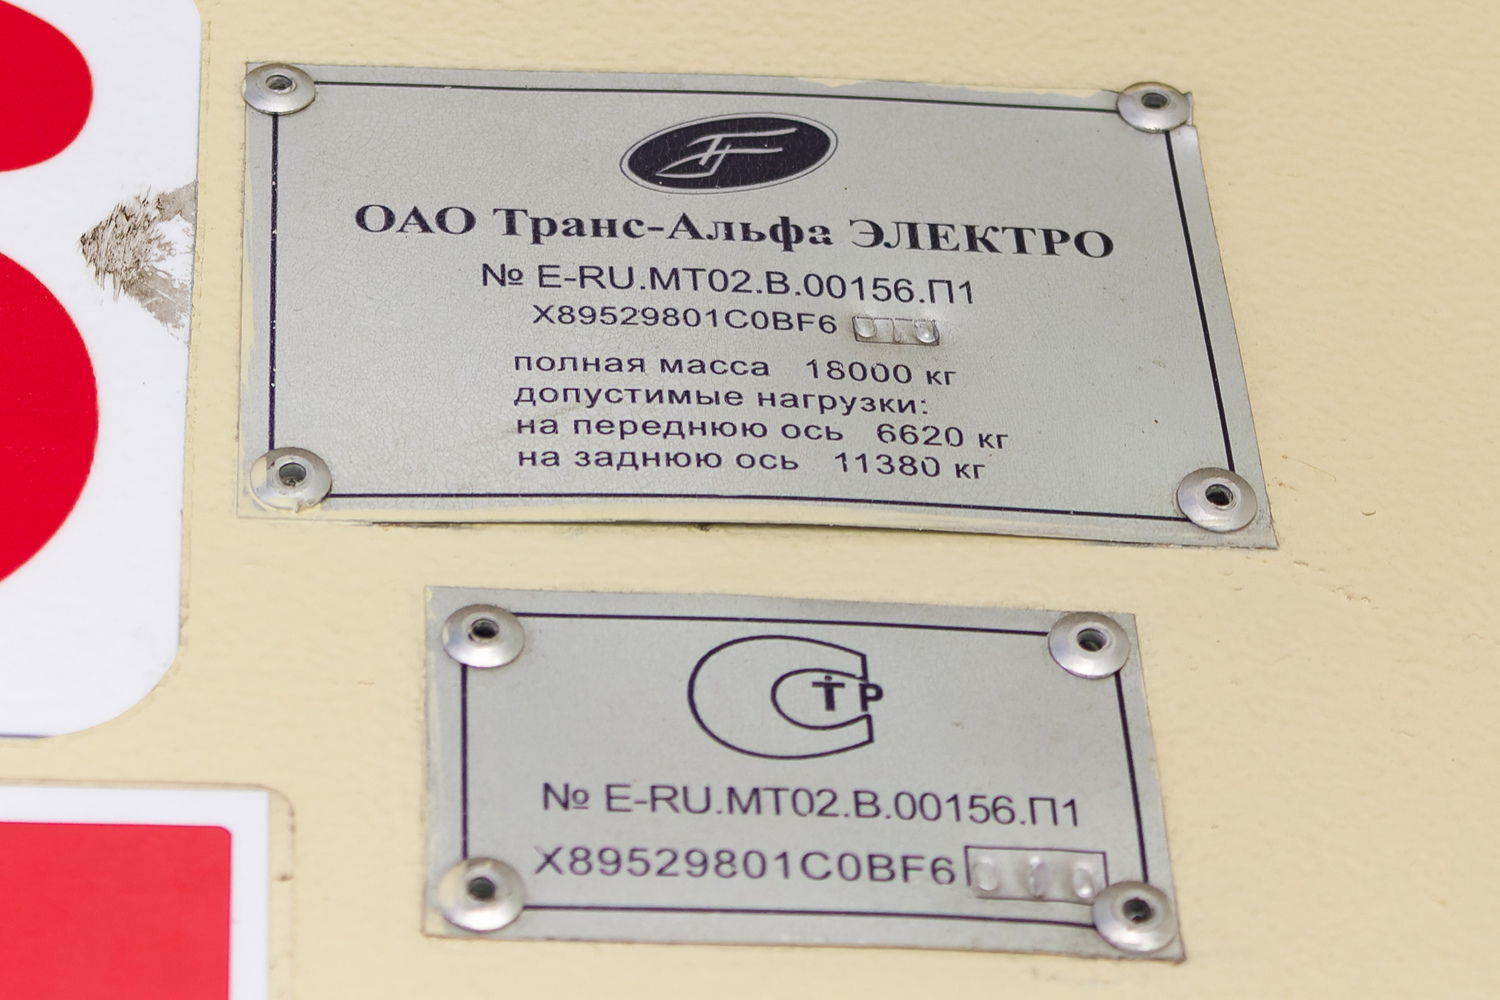 ОАО Транс-Альфа ЭЛЕКТРО
№ E-RU.MT02.B.00156.П1
X89529801C0BF6
полная масса 18000 кг
допустимые нагрузки:
на переднюю ось 6620 кг
на заднюю ось 11380 кг
СТР
№ E-RU.MT02.B.00156.П1
X89529801C0BF6